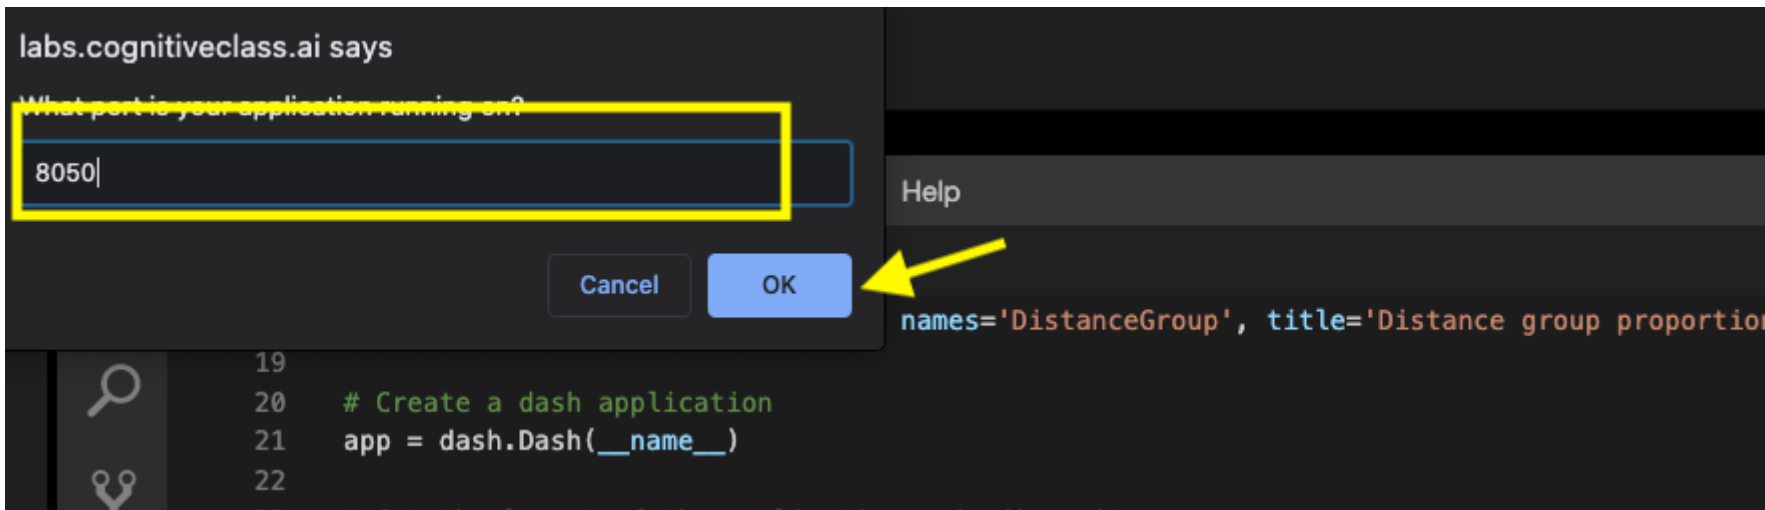 labs.cognitiveclass.ai says
What port is your application running on?
8050
Help
Cancel
OK
names='DistanceGroup', title='Distance group proportion
19
20 # Create a dash application
21 app = dash.Dash(__name__)
22